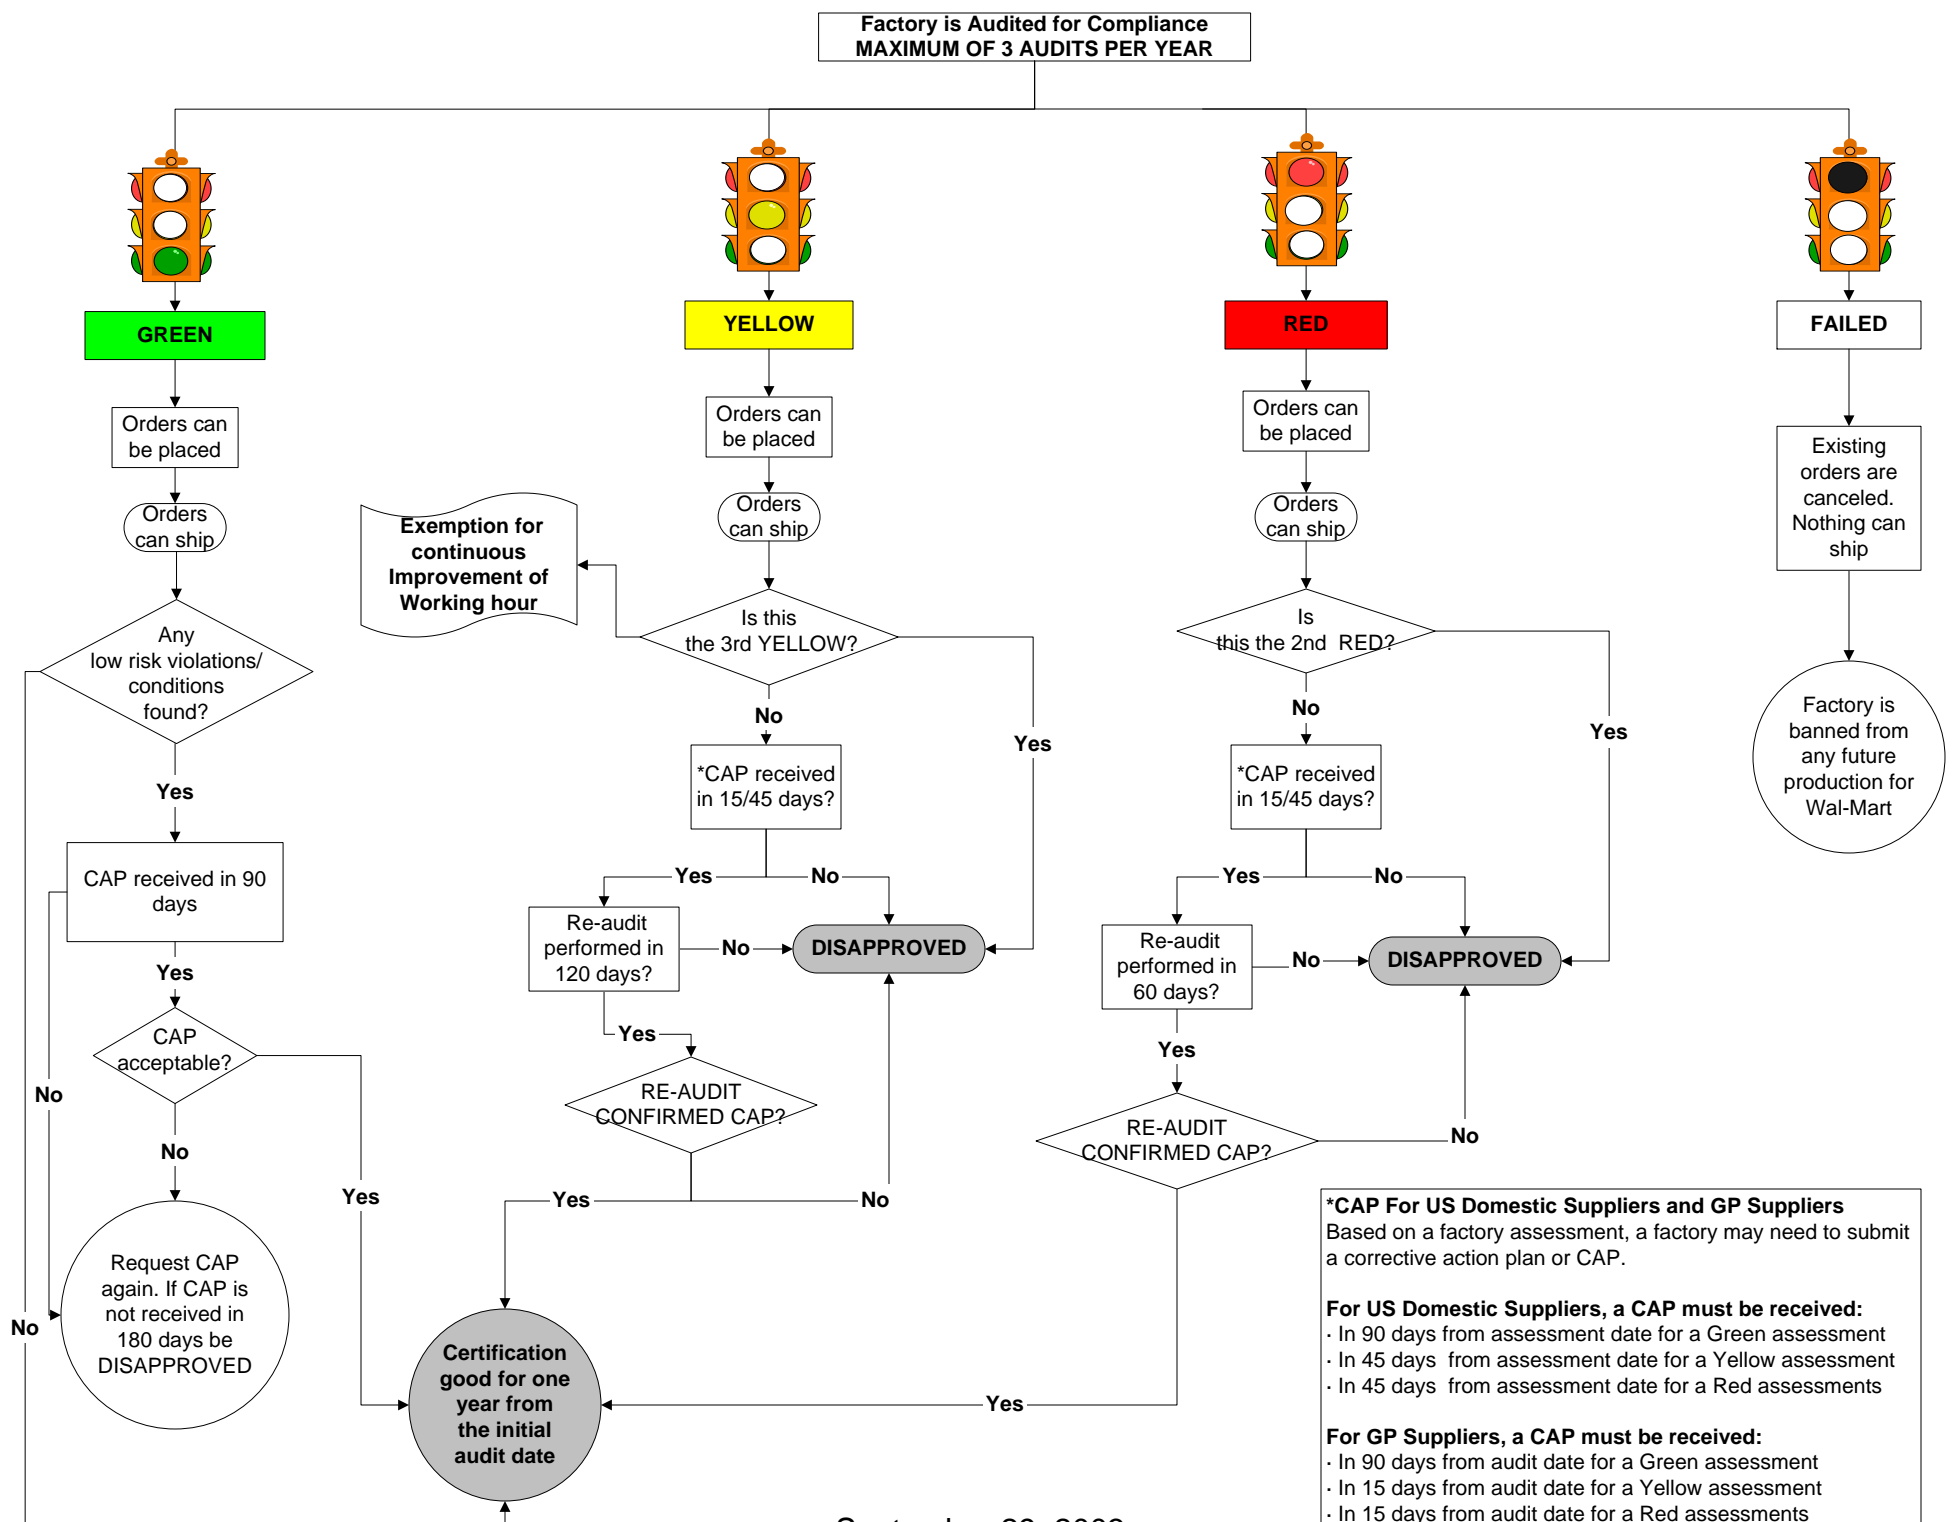 Factory is Audited for Compliance
MAXIMUM OF 3 AUDITS PER YEAR
GREEN
Orders can
be placed
Orders
can ship
Any
low risk violations/
conditions
found?
Yes
CAP received in 90
days
Yes
CAP
acceptable?
No
No
Yes
Request CAP
again. If CAP is
not received in
180 days be
DISAPPROVED
No
YELLOW
Orders can
be placed
Orders
can ship
Exemption for
continuous
Improvement of
Working hour
Is this
the 3rd YELLOW?
No
Yes
*CAP received
in 15/45 days?
Yes
No
Re-audit
performed in
120 days?
No
DISAPPROVED
Yes
RE-AUDIT
CONFIRMED CAP?
Yes
No
Certification
good for one
year from
the initial
audit date
RED
Orders can
be placed
Orders
can ship
Is
this the 2nd RED?
No
Yes
*CAP received
in 15/45 days?
Yes
No
Re-audit
performed in
60 days?
No
DISAPPROVED
Yes
RE-AUDIT
CONFIRMED CAP?
No
Yes
FAILED
Existing
orders are
canceled.
Nothing can
ship
Factory is
banned from
any future
production for
Wal-Mart
*CAP For US Domestic Suppliers and GP Suppliers
Based on a factory assessment, a factory may need to submit
a corrective action plan or CAP.
For US Domestic Suppliers, a CAP must be received:
· In 90 days from assessment date for a Green assessment
· In 45 days from assessment date for a Yellow assessment
· In 45 days from assessment date for a Red assessments
For GP Suppliers, a CAP must be received:
· In 90 days from audit date for a Green assessment
· In 15 days from audit date for a Yellow assessment
· In 15 days from audit date for a Red assessments